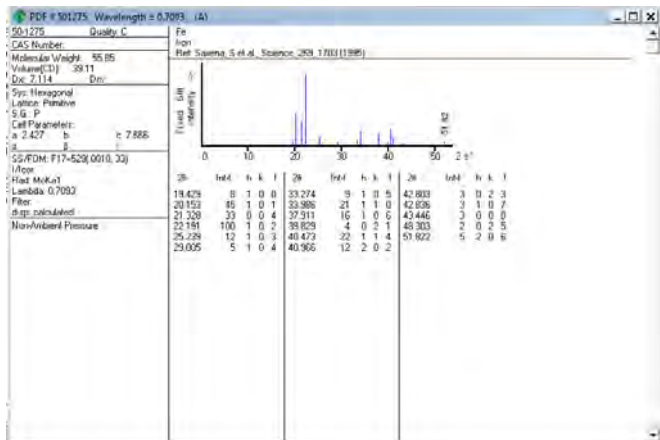 PDF # 501275, Wavelength = 0.7093 (A)
50-1275 Quality: C
CAS Number:
Molecular Weight: 55.85
Volume[CD]: 39.11
Dx: 7.114 Dm:
Sys: Hexagonal
Lattice: Primitive
S.G.: P
Cell Parameters:
a 2.427 b c 7.886
SS/FOM: F17=529(.0010, 33)
I/Icor:
Rad: MoKa1
Lambda: 0.7093
Filter:
d-sp: calculated
Non-Ambient Pressure
Fe
Iron
Ref: Saxena, S et al., Science, 269, 1703 (1995)
Fixed Slit
Intensity
51.82
0 10 20 30 40 50 2 θ°
2θ Int-f h k l 2θ Int-f h k l 2θ Int-f h k l
19.429 8 1 0 0 33.274 9 1 0 5 42.803 3 0 2 3
20.153 45 1 0 1 33.986 21 1 1 0 42.836 3 1 0 7
21.328 33 0 0 4 37.911 16 1 0 6 43.446 3 0 0 0
22.191 100 1 0 2 39.829 4 0 2 1 48.303 2 0 2 5
25.239 12 1 0 3 40.473 22 1 1 4 51.822 5 2 0 6
29.005 5 1 0 4 40.966 12 2 0 2